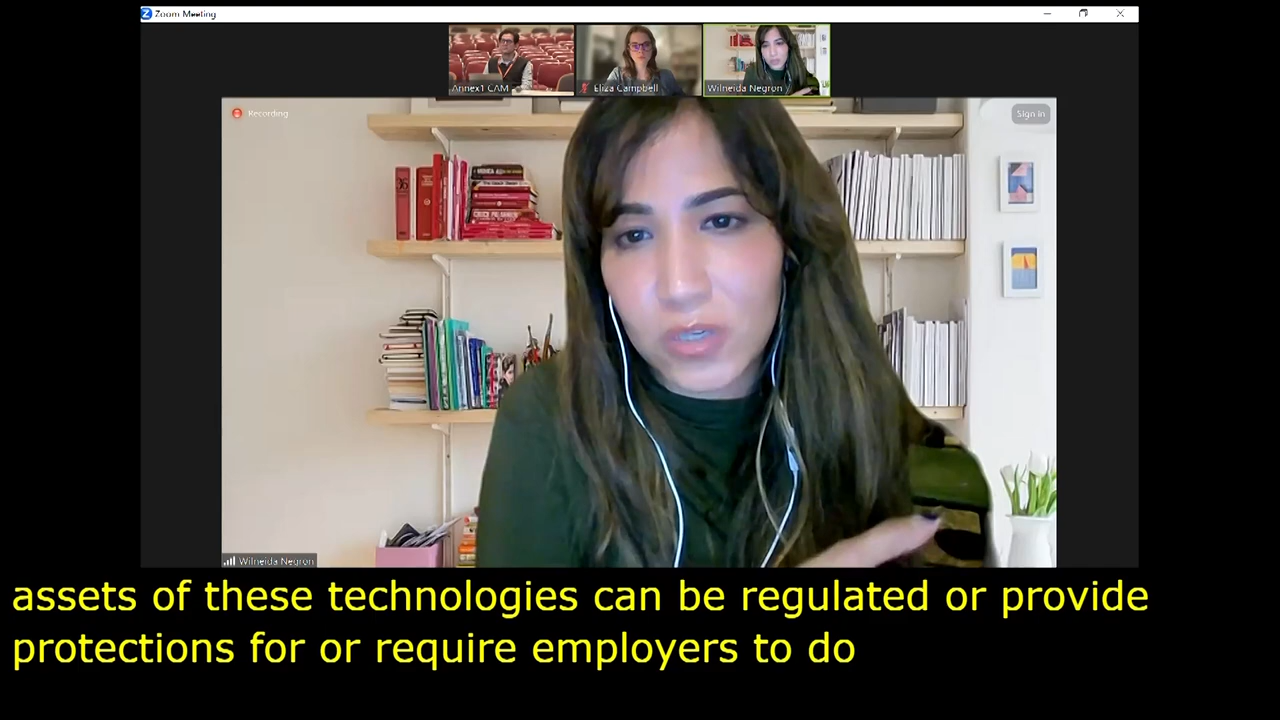 Zoom Meeting
Annex1 CAM
Eliza Campbell
Wilneida Negron
Recording
Sign in
Wilneida Negron
assets of these technologies can be regulated or provide
protections for or require employers to do